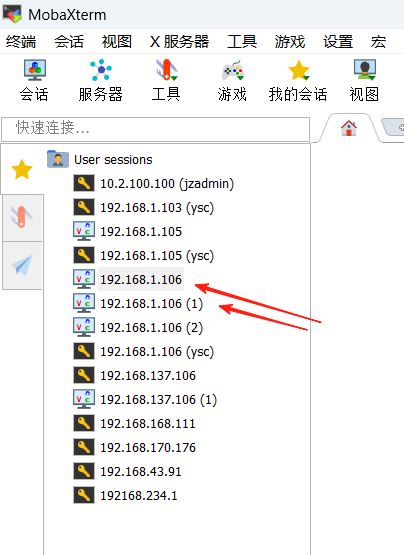 MobaXterm
终端 会话 视图 X 服务器 工具 游戏 设置 宏
会话 服务器 工具 游戏 我的会话 视图
快速连接...
User sessions
10.2.100.100 (jzadmin)
192.168.1.103 (ysc)
192.168.1.105
192.168.1.105 (ysc)
192.168.1.106
192.168.1.106 (1)
192.168.1.106 (2)
192.168.1.106 (ysc)
192.168.137.106
192.168.137.106 (1)
192.168.168.111
192.168.170.176
192.168.43.91
192168.234.1